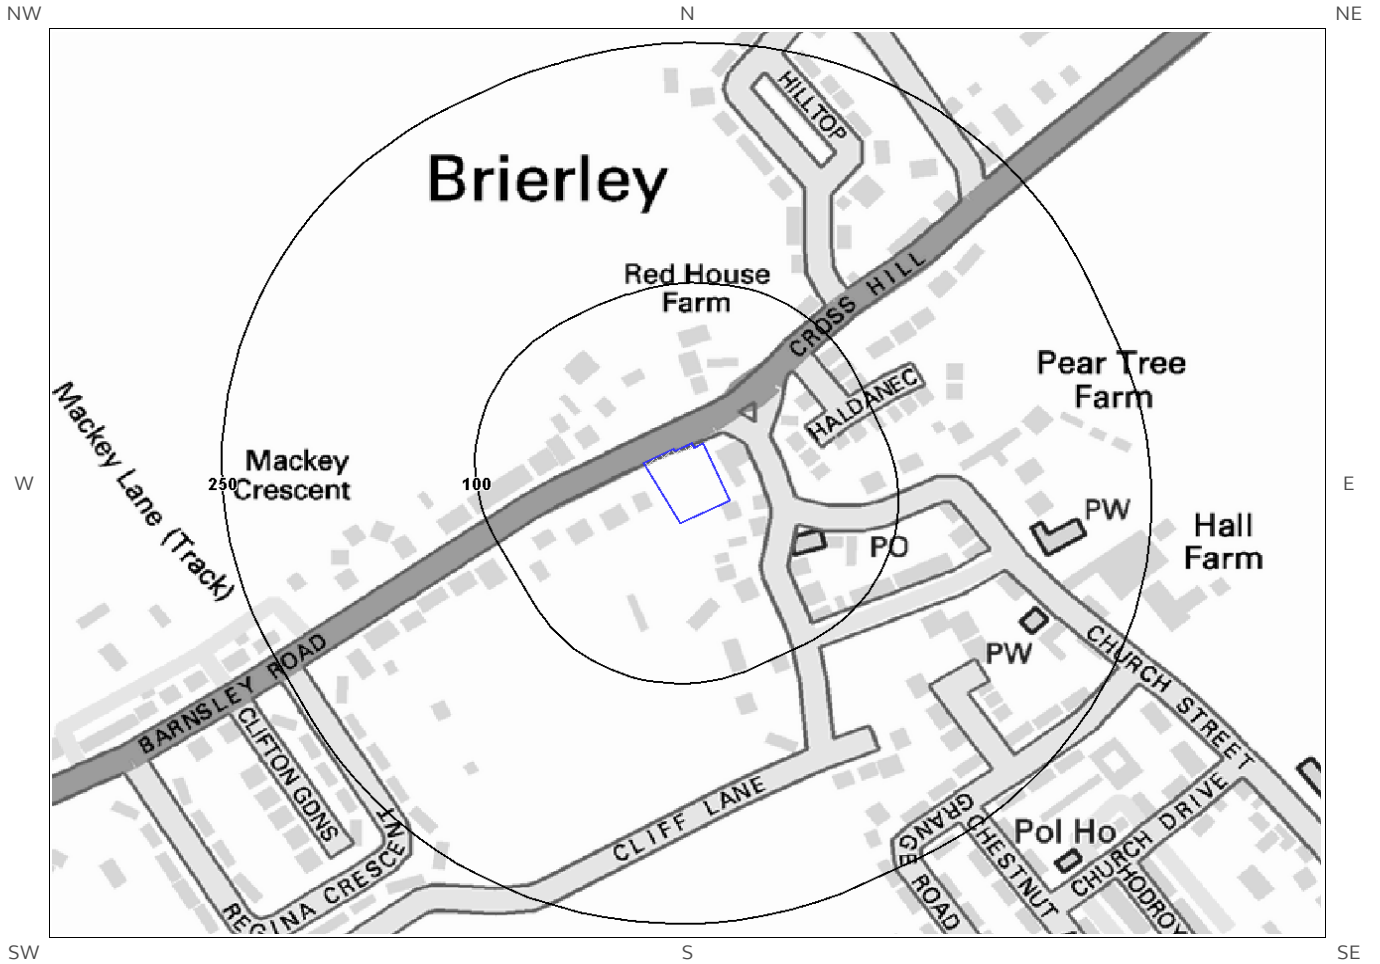 NW
N
NE
HILLTOP
Brierley
CROSS HILL
Red House
Farm
Pear Tree
Farm
HALDANEC
Mackey Lane (Track)
Mackey
Crescent
W
250
100
E
PW
PO
Hall
Farm
BARNSLEY ROAD
PW
CHURCH STREET
CLIFTON GDNS
CLIFF LANE
REGINA CRESCENT
GRANGE ROAD
CHESTNUT
Pol Ho
CHURCH DRIVE
HODROY
SW
S
SE